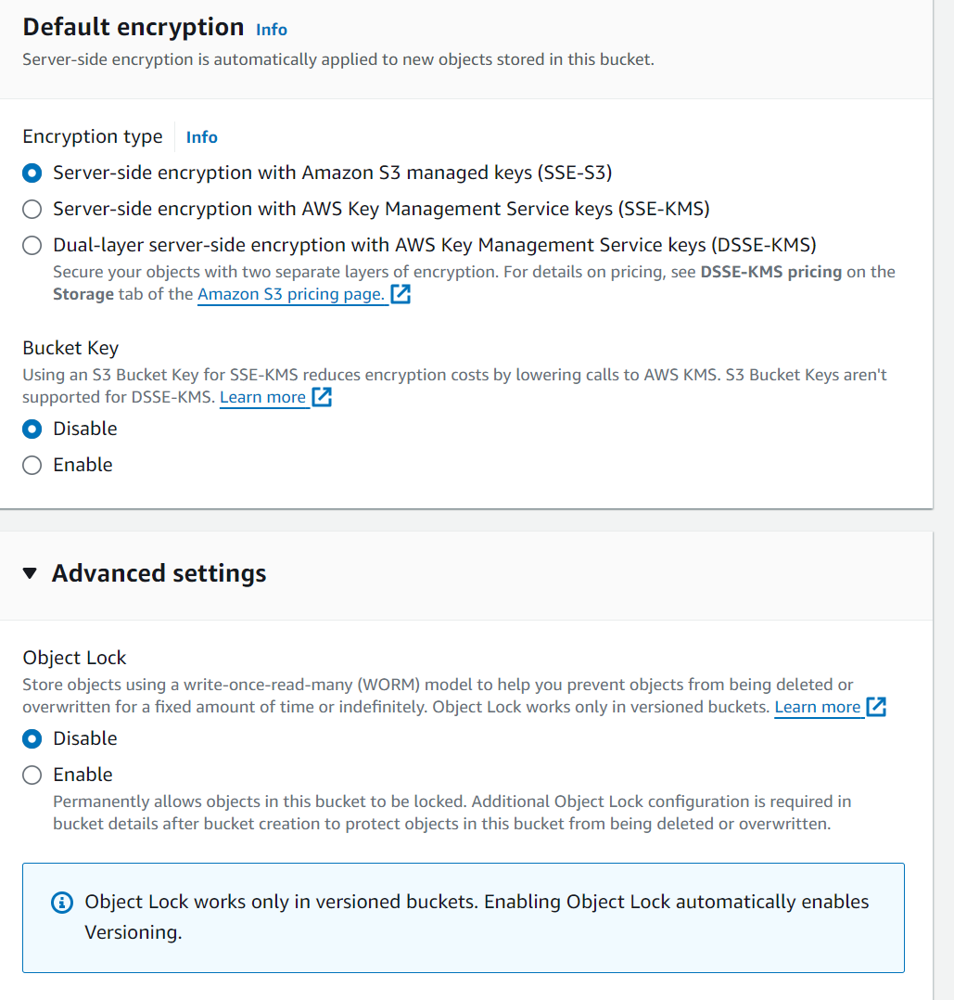 Default encryption Info
Server-side encryption is automatically applied to new objects stored in this bucket.
Encryption type Info
Server-side encryption with Amazon S3 managed keys (SSE-S3)
Server-side encryption with AWS Key Management Service keys (SSE-KMS)
Dual-layer server-side encryption with AWS Key Management Service keys (DSSE-KMS)
Secure your objects with two separate layers of encryption. For details on pricing, see DSSE-KMS pricing on the
Storage tab of the Amazon S3 pricing page.
Bucket Key
Using an S3 Bucket Key for SSE-KMS reduces encryption costs by lowering calls to AWS KMS. S3 Bucket Keys aren't
supported for DSSE-KMS. Learn more
Disable
Enable
Advanced settings
Object Lock
Store objects using a write-once-read-many (WORM) model to help you prevent objects from being deleted or
overwritten for a fixed amount of time or indefinitely. Object Lock works only in versioned buckets. Learn more
Disable
Enable
Permanently allows objects in this bucket to be locked. Additional Object Lock configuration is required in
bucket details after bucket creation to protect objects in this bucket from being deleted or overwritten.
Object Lock works only in versioned buckets. Enabling Object Lock automatically enables
Versioning.